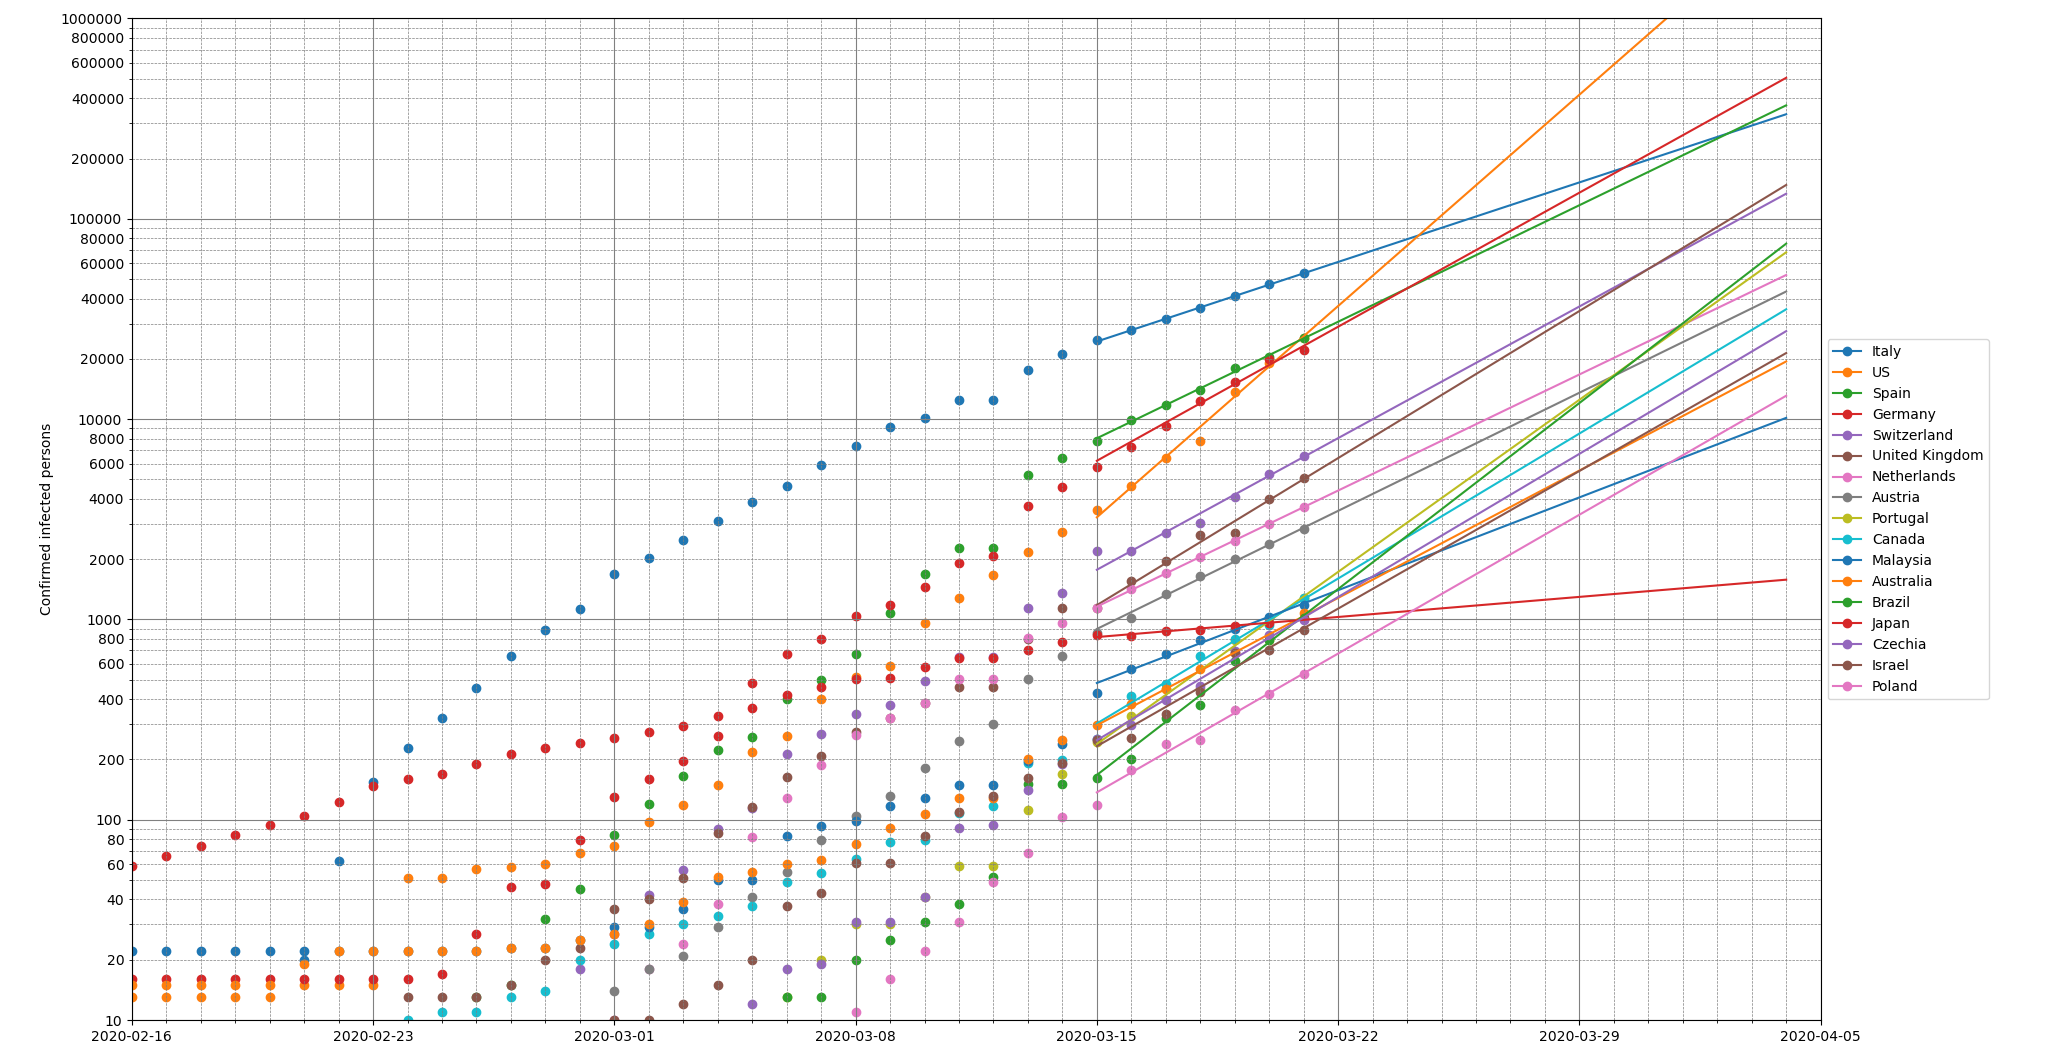 1000000
800000
600000
400000
200000
100000
80000
60000
40000
20000
10000
8000
6000
4000
2000
1000
800
600
400
200
100
80
60
40
20
10
Confirmed infected persons
2020-02-16
2020-02-23
2020-03-01
2020-03-08
2020-03-15
2020-03-22
2020-03-29
2020-04-05
Italy
US
Spain
Germany
Switzerland
United Kingdom
Netherlands
Austria
Portugal
Canada
Malaysia
Australia
Brazil
Japan
Czechia
Israel
Poland